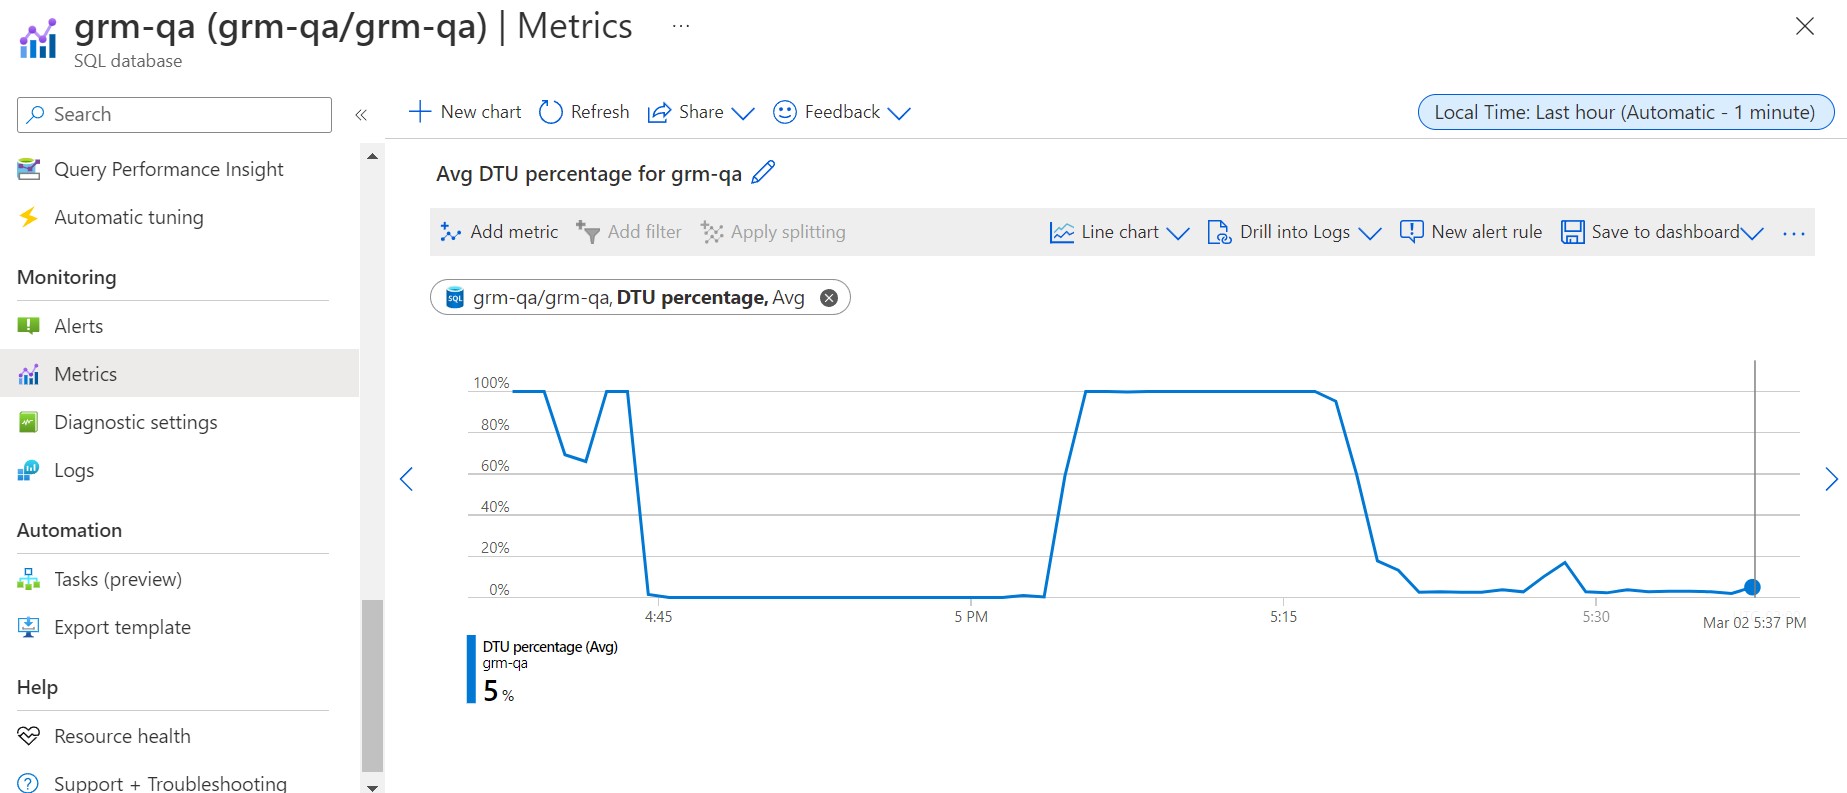 grm-qa (grm-qa/grm-qa) | Metrics ...
SQL database
Search
«
New chart
Refresh
Share
Feedback
Local Time: Last hour (Automatic - 1 minute)
Query Performance Insight
Automatic tuning
Monitoring
Alerts
Metrics
Diagnostic settings
Logs
Automation
Tasks (preview)
Export template
Help
Resource health
Support + Troubleshooting
Avg DTU percentage for grm-qa
Add metric
Add filter
Apply splitting
Line chart
Drill into Logs
New alert rule
Save to dashboard
...
SQL
grm-qa/grm-qa, DTU percentage, Avg
100%
80%
60%
40%
20%
0%
4:45
5 PM
5:15
5:30
Mar 02 5:37 PM
DTU percentage (Avg)
grm-qa
5 %